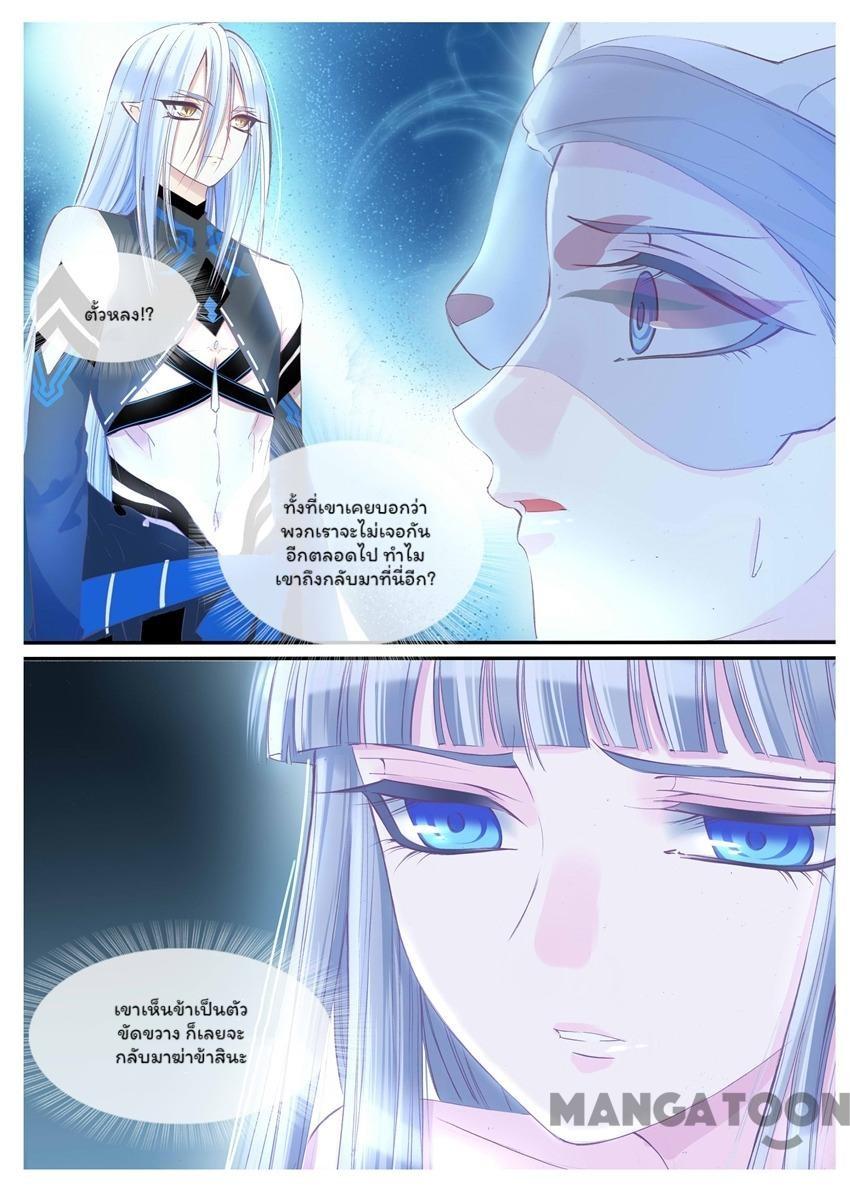 ตั้วหลง!?
ทั้งที่เขาเคยบอกว่า
พวกเราจะไม่เจอกัน
อีกตลอดไป ทำไม
เขาถึงกลับมาที่นี่อีก?
เขาเห็นข้าเป็นตัว
ขัดขวาง ก็เลยจะ
กลับมาฆ่าข้าสินะ
MANGATOON